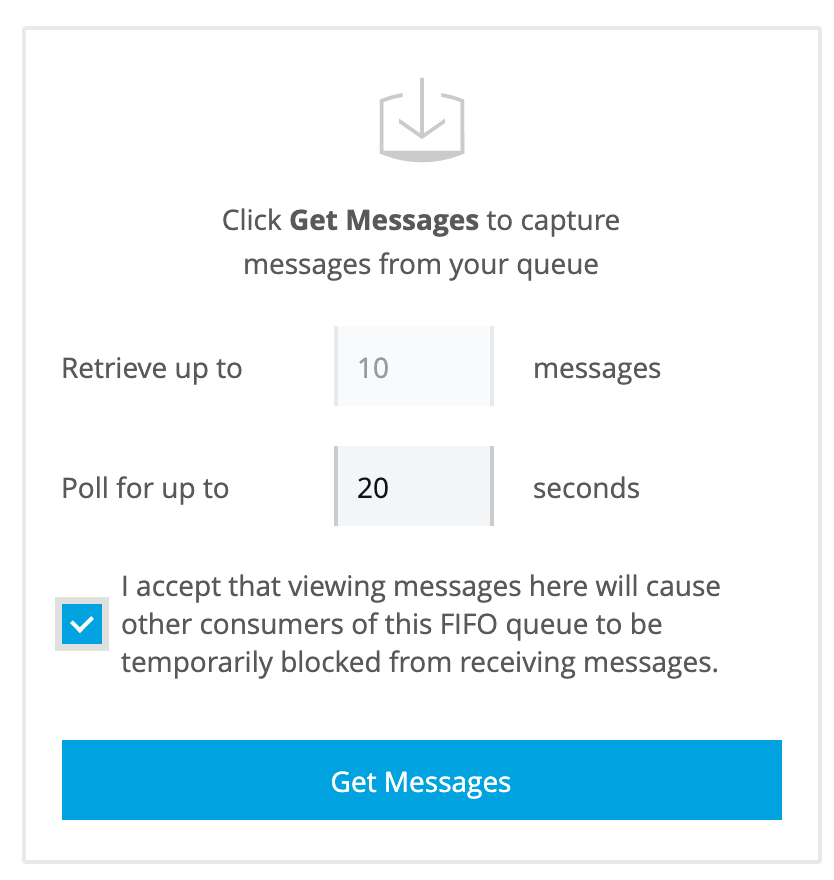 Click Get Messages to capture
messages from your queue
Retrieve up to 10 messages
Poll for up to 20 seconds
I accept that viewing messages here will cause
other consumers of this FIFO queue to be
temporarily blocked from receiving messages.
Get Messages